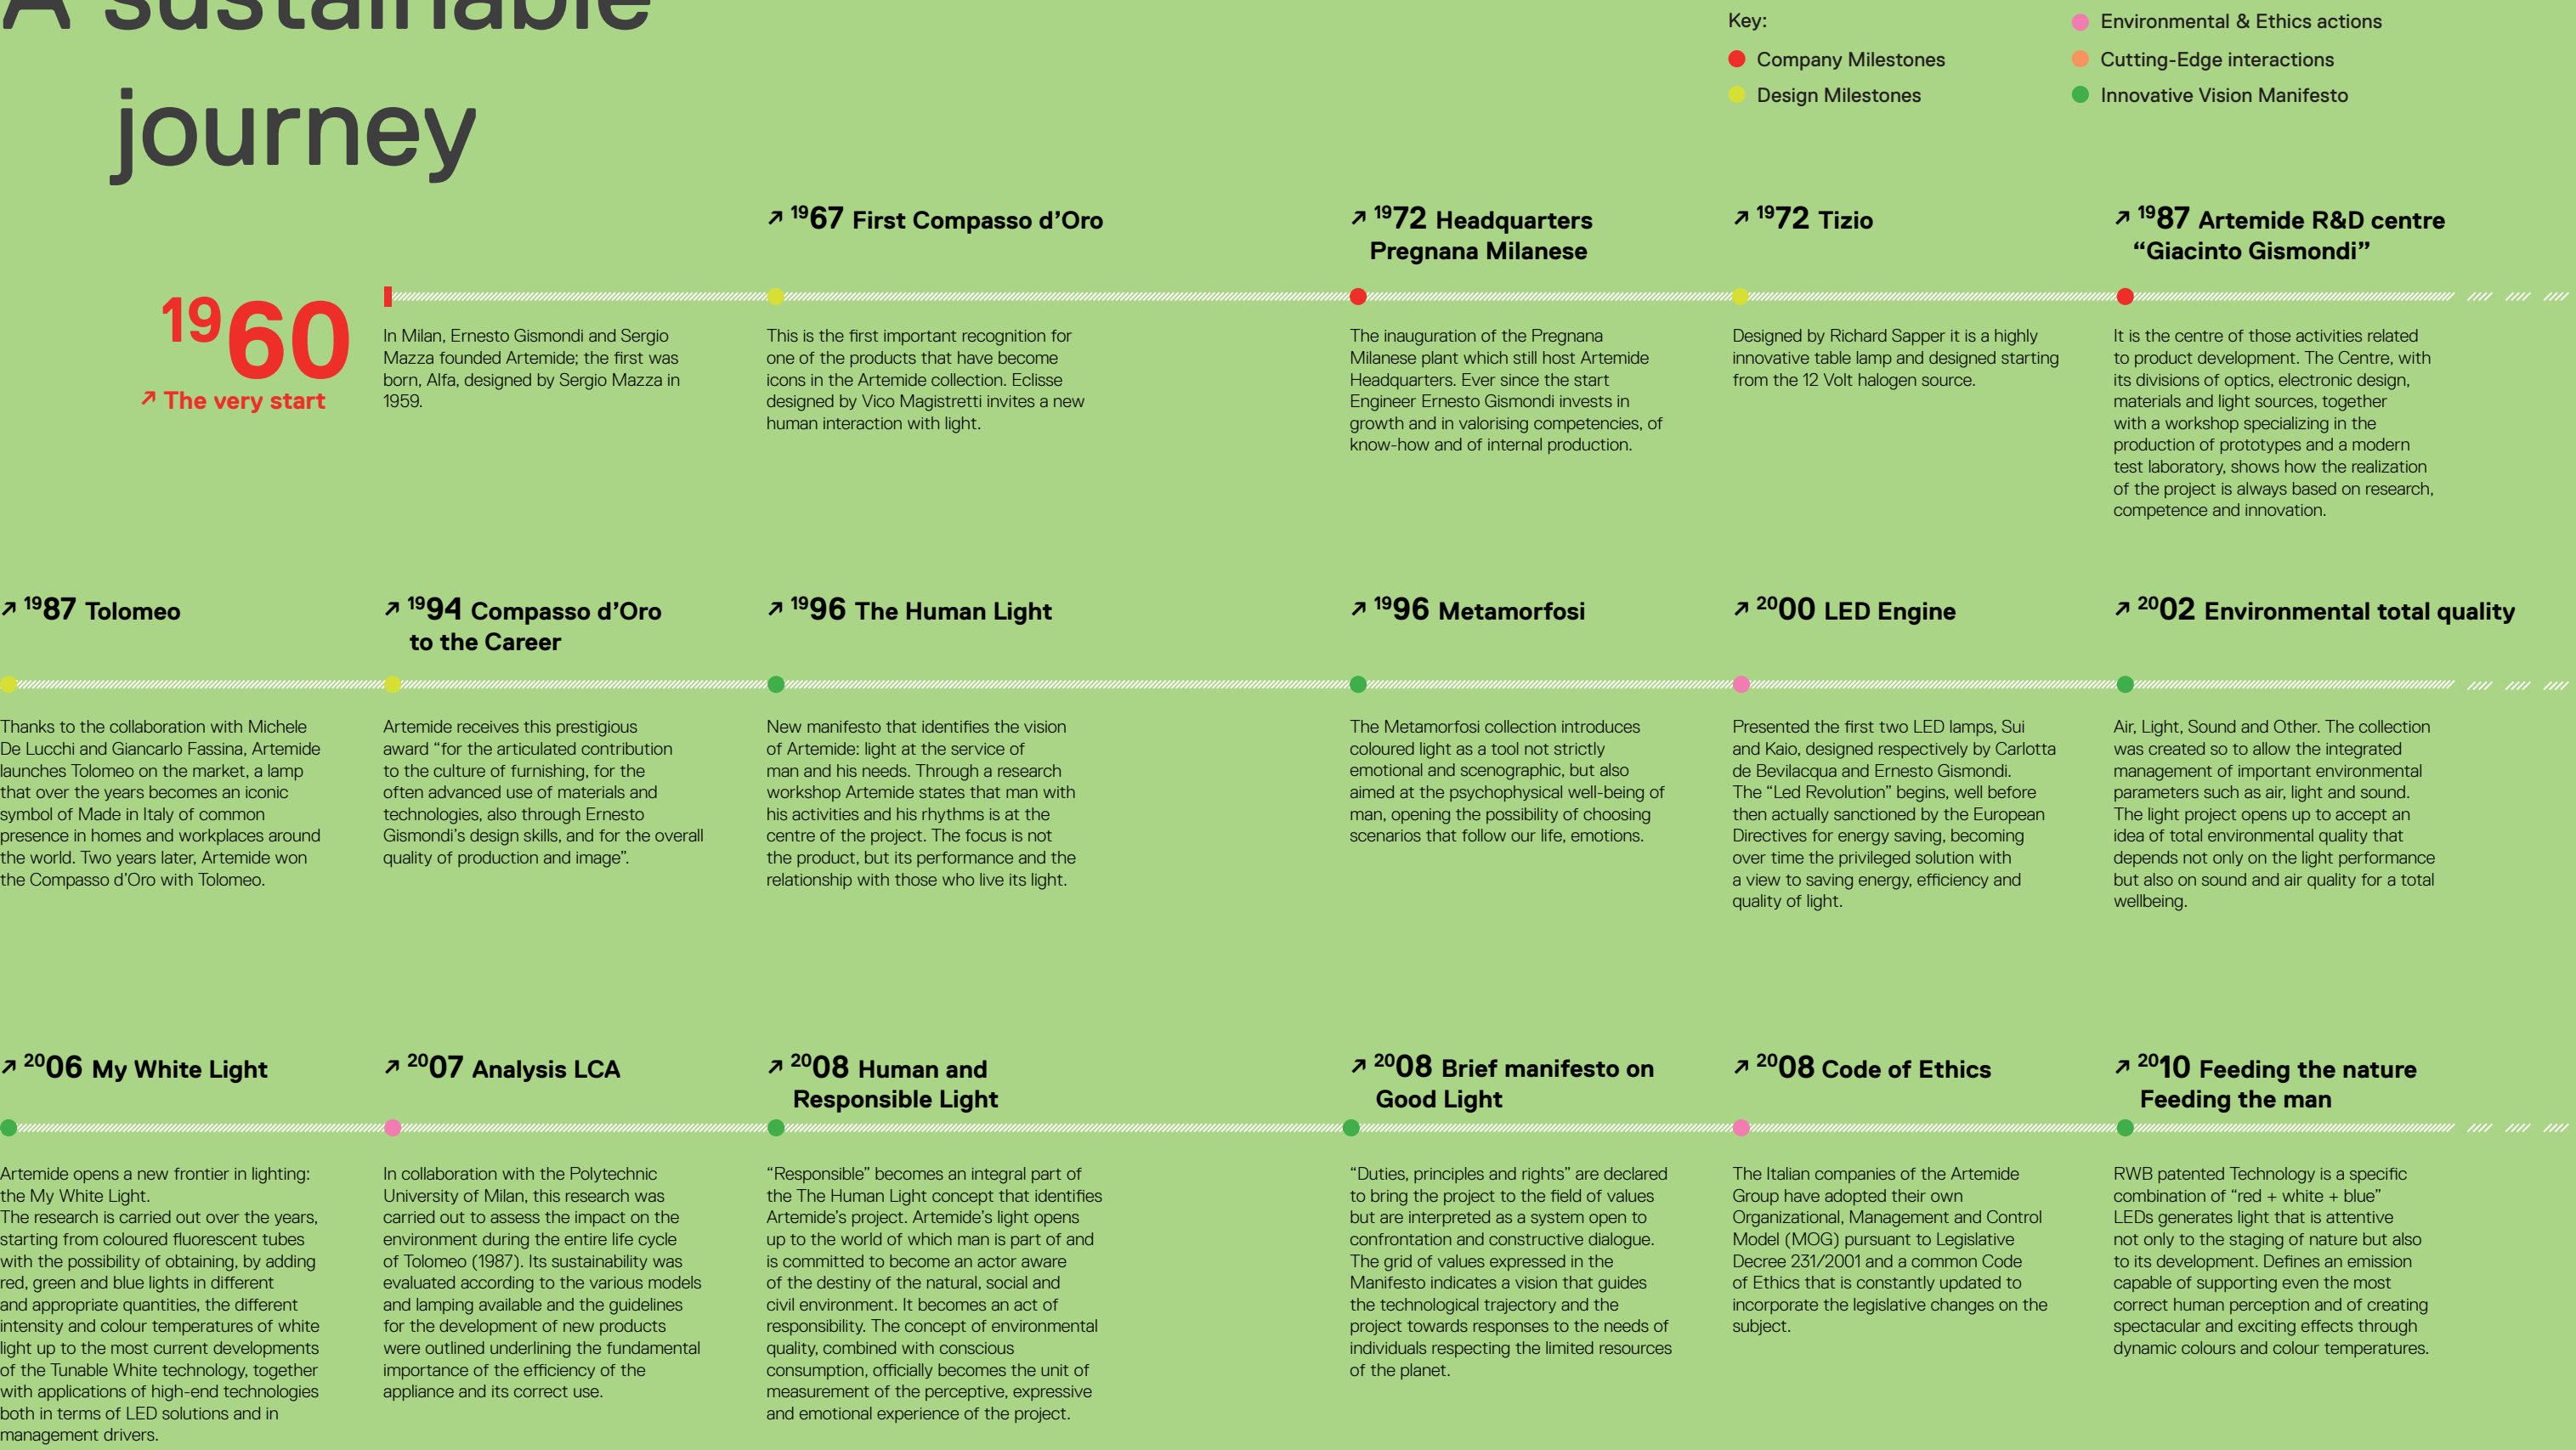 A sustainable
journey
Key:
Company Milestones
Design Milestones
Environmental & Ethics actions
Cutting-Edge interactions
Innovative Vision Manifesto
1960
↗ The very start
In Milan, Ernesto Gismondi and Sergio
Mazza founded Artemide; the first was
born, Alfa, designed by Sergio Mazza in
1959.
↗ 1967 First Compasso d’Oro
This is the first important recognition for
one of the products that have become
icons in the Artemide collection. Eclisse
designed by Vico Magistretti invites a new
human interaction with light.
↗ 1972 Headquarters
Pregnana Milanese
The inauguration of the Pregnana
Milanese plant which still host Artemide
Headquarters. Ever since the start
Engineer Ernesto Gismondi invests in
growth and in valorising competencies, of
know-how and of internal production.
↗ 1972 Tizio
Designed by Richard Sapper it is a highly
innovative table lamp and designed starting
from the 12 Volt halogen source.
↗ 1987 Artemide R&D centre
“Giacinto Gismondi”
It is the centre of those activities related
to product development. The Centre, with
its divisions of optics, electronic design,
materials and light sources, together
with a workshop specializing in the
production of prototypes and a modern
test laboratory, shows how the realization
of the project is always based on research,
competence and innovation.
↗ 1987 Tolomeo
Thanks to the collaboration with Michele
De Lucchi and Giancarlo Fassina, Artemide
launches Tolomeo on the market, a lamp
that over the years becomes an iconic
symbol of Made in Italy of common
presence in homes and workplaces around
the world. Two years later, Artemide won
the Compasso d’Oro with Tolomeo.
↗ 1994 Compasso d’Oro
to the Career
Artemide receives this prestigious
award “for the articulated contribution
to the culture of furnishing, for the
often advanced use of materials and
technologies, also through Ernesto
Gismondi’s design skills, and for the overall
quality of production and image”.
↗ 1996 The Human Light
New manifesto that identifies the vision
of Artemide: light at the service of
man and his needs. Through a research
workshop Artemide states that man with
his activities and his rhythms is at the
centre of the project. The focus is not
the product, but its performance and the
relationship with those who live its light.
↗ 1996 Metamorfosi
The Metamorfosi collection introduces
coloured light as a tool not strictly
emotional and scenographic, but also
aimed at the psychophysical well-being of
man, opening the possibility of choosing
scenarios that follow our life, emotions.
↗ 2000 LED Engine
Presented the first two LED lamps, Sui
and Kaio, designed respectively by Carlotta
de Bevilacqua and Ernesto Gismondi.
The “Led Revolution” begins, well before
then actually sanctioned by the European
Directives for energy saving, becoming
over time the privileged solution with
a view to saving energy, efficiency and
quality of light.
↗ 2002 Environmental total quality
Air, Light, Sound and Other. The collection
was created so to allow the integrated
management of important environmental
parameters such as air, light and sound.
The light project opens up to accept an
idea of total environmental quality that
depends not only on the light performance
but also on sound and air quality for a total
wellbeing.
↗ 2006 My White Light
Artemide opens a new frontier in lighting:
the My White Light.
The research is carried out over the years,
starting from coloured fluorescent tubes
with the possibility of obtaining, by adding
red, green and blue lights in different
and appropriate quantities, the different
intensity and colour temperatures of white
light up to the most current developments
of the Tunable White technology, together
with applications of high-end technologies
both in terms of LED solutions and in
management drivers.
↗ 2007 Analysis LCA
In collaboration with the Polytechnic
University of Milan, this research was
carried out to assess the impact on the
environment during the entire life cycle
of Tolomeo (1987). Its sustainability was
evaluated according to the various models
and lamping available and the guidelines
for the development of new products
were outlined underlining the fundamental
importance of the efficiency of the
appliance and its correct use.
↗ 2008 Human and
Responsible Light
“Responsible” becomes an integral part of
the The Human Light concept that identifies
Artemide’s project. Artemide’s light opens
up to the world of which man is part of and
is committed to become an actor aware
of the destiny of the natural, social and
civil environment. It becomes an act of
responsibility. The concept of environmental
quality, combined with conscious
consumption, officially becomes the unit of
measurement of the perceptive, expressive
and emotional experience of the project.
↗ 2008 Brief manifesto on
Good Light
“Duties, principles and rights” are declared
to bring the project to the field of values
but are interpreted as a system open to
confrontation and constructive dialogue.
The grid of values expressed in the
Manifesto indicates a vision that guides
the technological trajectory and the
project towards responses to the needs of
individuals respecting the limited resources
of the planet.
↗ 2008 Code of Ethics
The Italian companies of the Artemide
Group have adopted their own
Organizational, Management and Control
Model (MOG) pursuant to Legislative
Decree 231/2001 and a common Code
of Ethics that is constantly updated to
incorporate the legislative changes on the
subject.
↗ 2010 Feeding the nature
Feeding the man
RWB patented Technology is a specific
combination of “red + white + blue”
LEDs generates light that is attentive
not only to the staging of nature but also
to its development. Defines an emission
capable of supporting even the most
correct human perception and of creating
spectacular and exciting effects through
dynamic colours and colour temperatures.